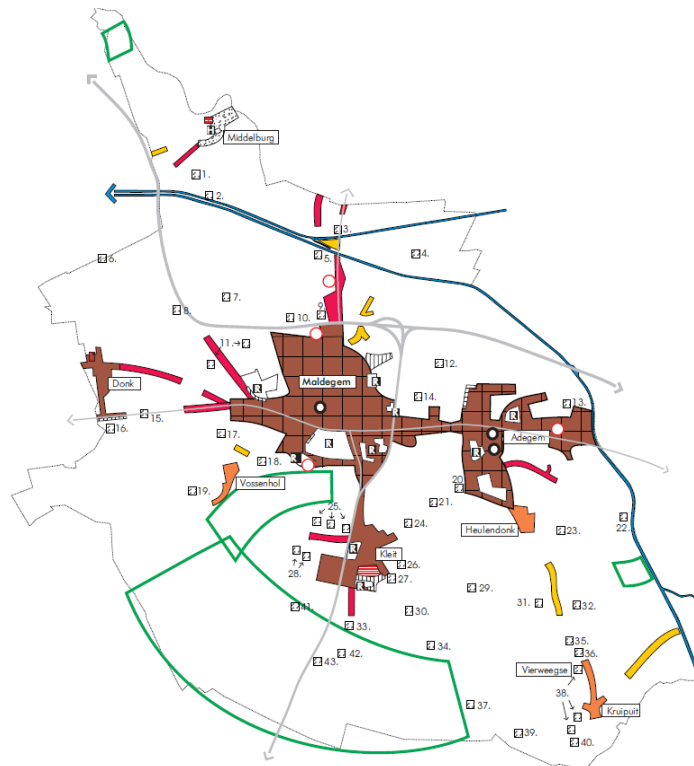 Middelburg
1.
2.
3.
4.
5.
6.
7.
8.
9.
10.
11.
12.
Donk
Maldegem
R
R
14.
R
R
13.
15.
16.
Adegem
17.
R
R
R
R
18.
Vossenhol
19.
20.
21.
22.
25.
24.
Heulendonk
23.
R
Kleit
26.
28.
27.
R
29.
31.
32.
41.
30.
33.
34.
35.
36.
42.
43.
Vierweegse
38.
37.
Kruipuit
39.
40.